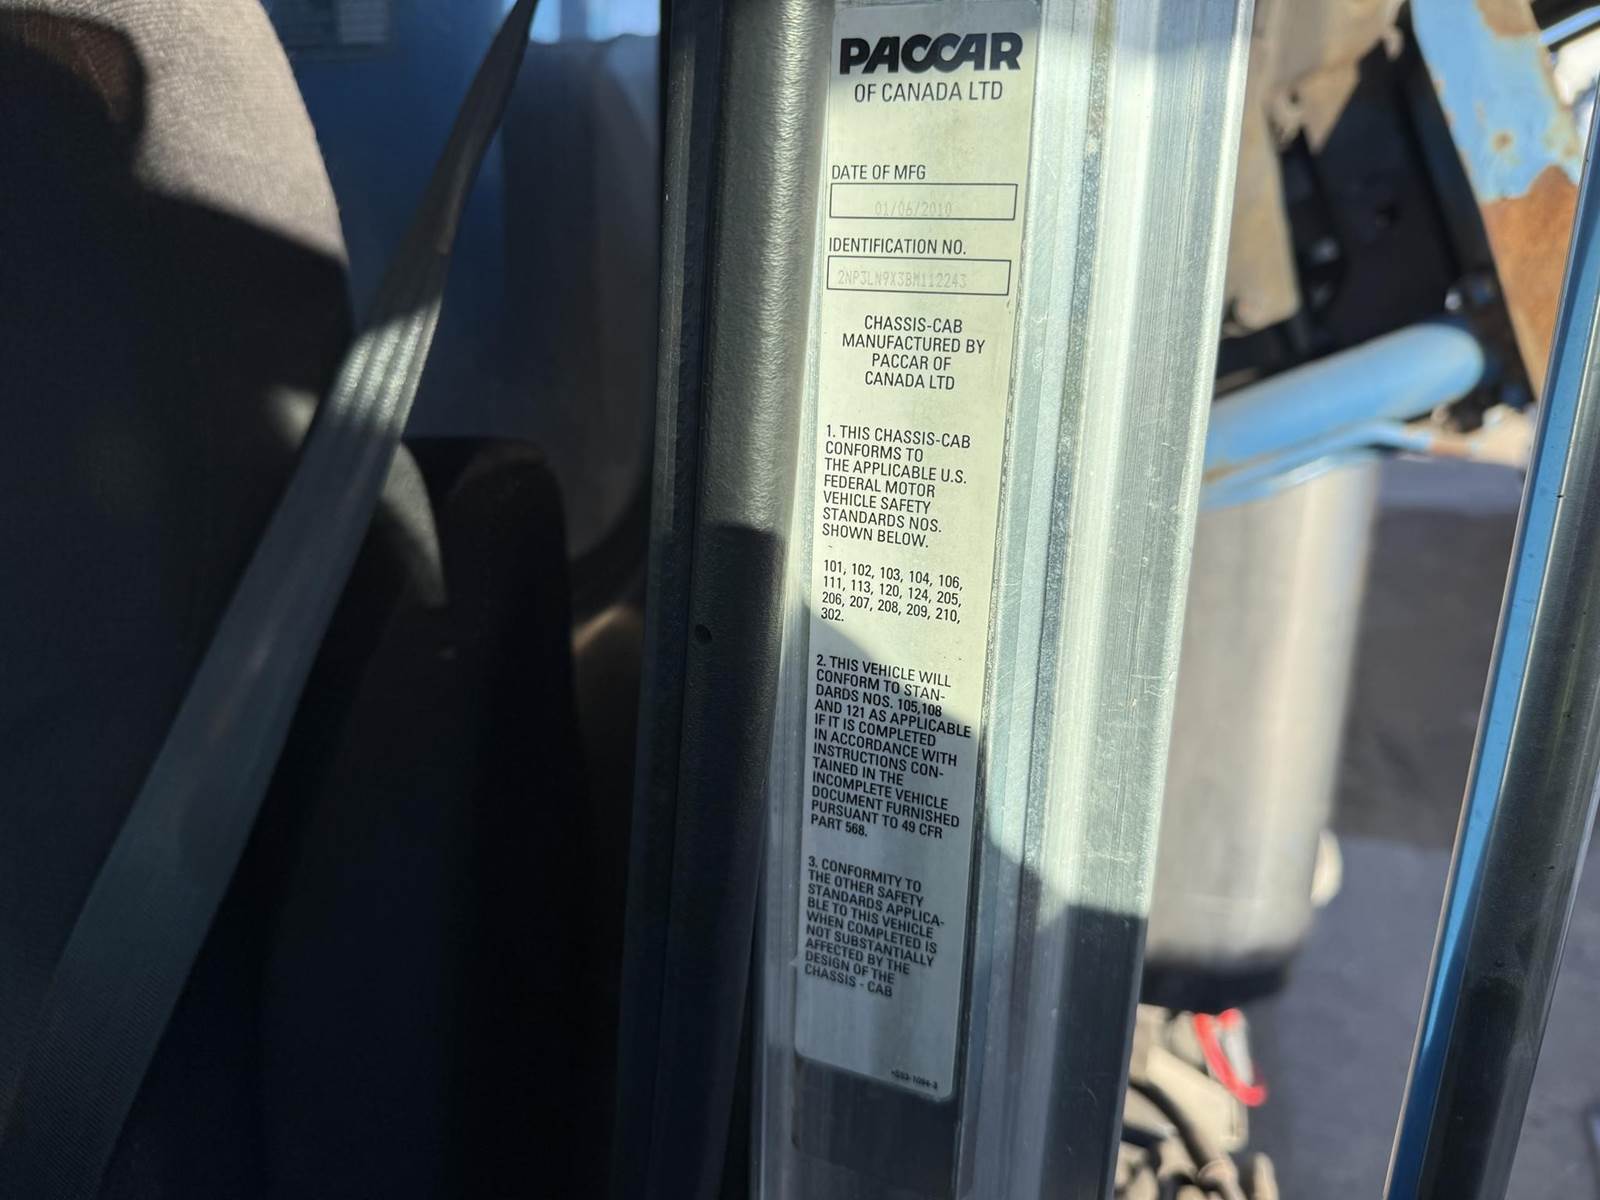 PACCAR
OF CANADA LTD
DATE OF MFG
01/06/2010
IDENTIFICATION NO.
2NP3LN9X3BM112243
CHASSIS-CAB
MANUFACTURED BY
PACCAR OF
CANADA LTD
1. THIS CHASSIS-CAB
CONFORMS TO
THE APPLICABLE U.S.
FEDERAL MOTOR
VEHICLE SAFETY
STANDARDS NOS.
SHOWN BELOW.
101, 102, 103, 104, 106,
111, 113, 120, 124, 205,
206, 207, 208, 209, 210,
302.
2. THIS VEHICLE WILL
CONFORM TO STAN-
DARDS NOS. 105,108
AND 121 AS APPLICABLE
IF IT IS COMPLETED
IN ACCORDANCE WITH
INSTRUCTIONS CON-
TAINED IN THE
INCOMPLETE VEHICLE
DOCUMENT FURNISHED
PURSUANT TO 49 CFR
PART 568.
3. CONFORMITY TO
THE OTHER SAFETY
STANDARDS APPLICA-
BLE TO THIS VEHICLE
WHEN COMPLETED IS
NOT SUBSTANTIALLY
AFFECTED BY THE
DESIGN OF THE
CHASSIS - CAB